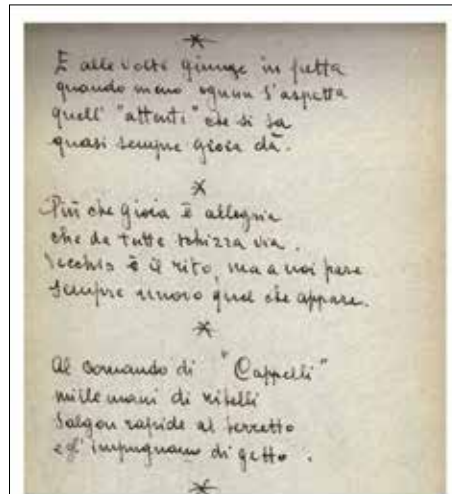 *
E alle volte giunge in fretta
quando meno ognun s'aspetta
quell' "attenti" che si sa
quasi sempre gioia dà.
*
Più che gioia è allegria
che da tutte schizza via.
Vecchio è il rito, ma a noi pare
sempre nuovo quel che appare.
*
Al comando di "Cappelli"
mille mani di ribelli
salgon rapide al berretto
e l'impugnano di getto.
*